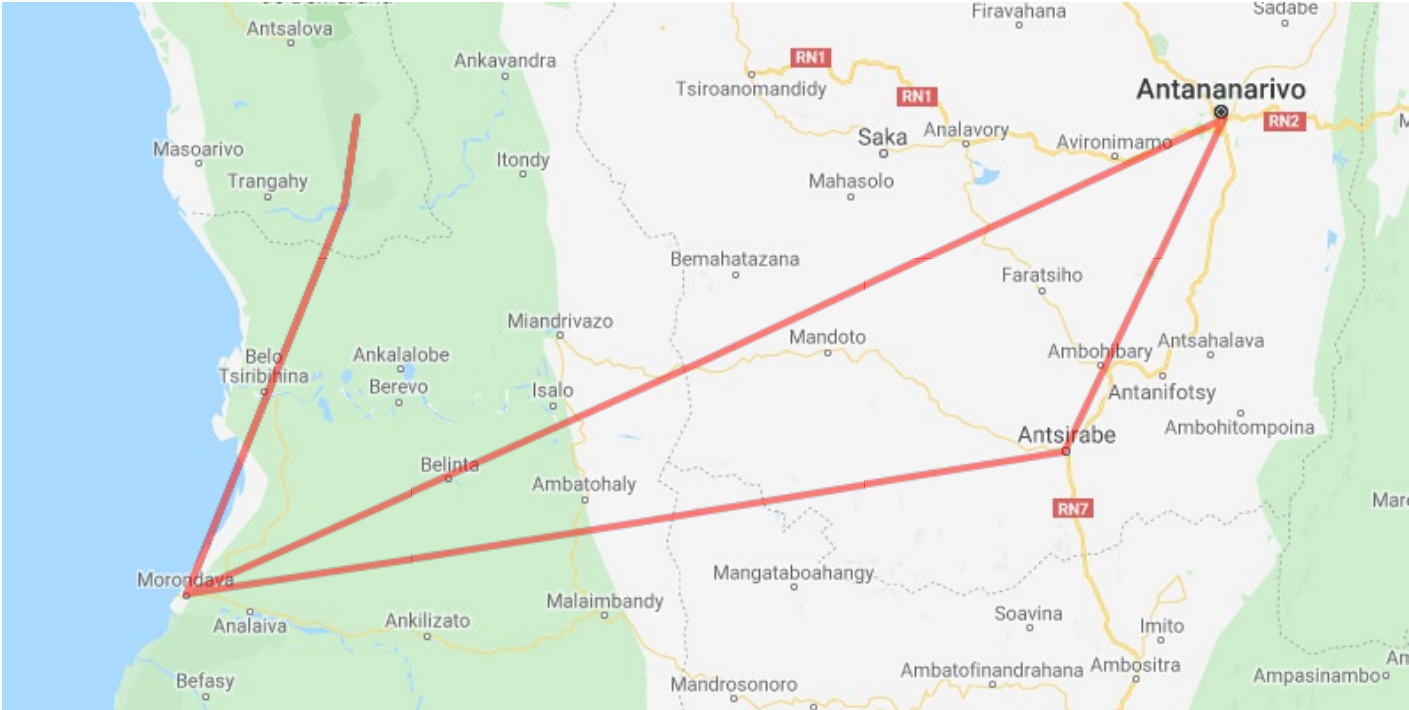 Antsalova
Firavahana
Sadabe
Ankavandra
RN1
Tsiroanomandidy
RN1
Antananarivo
RN2
Saka
Analavory
Avironimamo
Masoarivo
Itondy
Trangahy
Mahasolo
Bemahatazana
Faratsiho
Miandrivazo
Mandoto
Belo
Tsiribihina
Ankalalobe
Berevo
Isalo
Ambohibary
Antsahalava
Antanifotsy
Ambohitompoina
Antsirabe
Belinta
Ambatohaly
RN7
Morondava
Mangataboahangy
Analaiva
Ankilizato
Malaimbandy
Soavina
Imito
Befasy
Mandrosonoro
Ambatofinandrahana
Ambositra
Ampasinambo